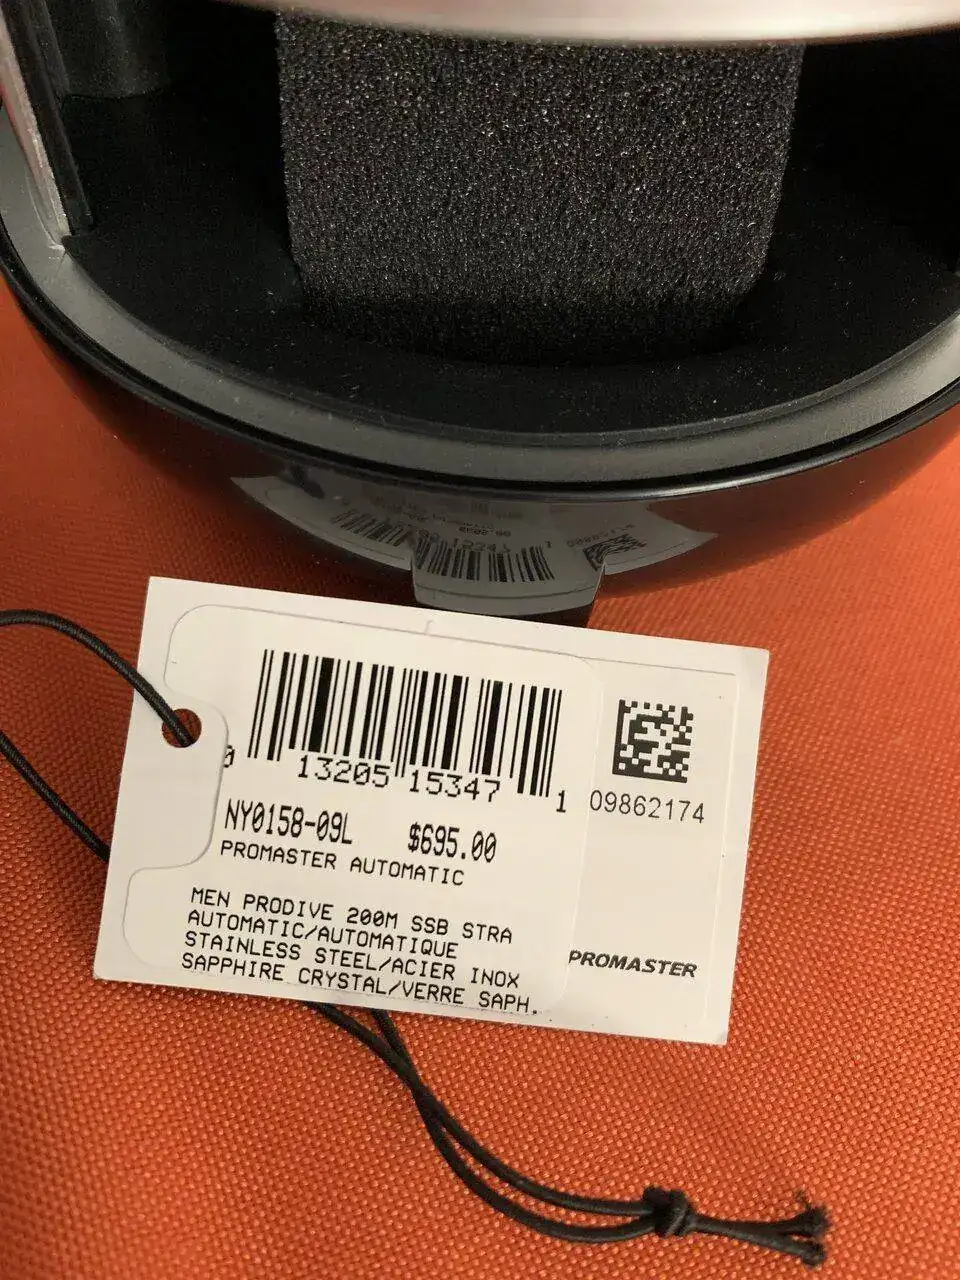 0 13205 15347 1
NY0158-09L $695.00
PROMASTER AUTOMATIC
MEN PRODIVE 200M SSB STRA
AUTOMATIC/AUTOMATIQUE
STAINLESS STEEL/ACIER INOX
SAPPHIRE CRYSTAL/VERRE SAPH.
09862174
PROMASTER